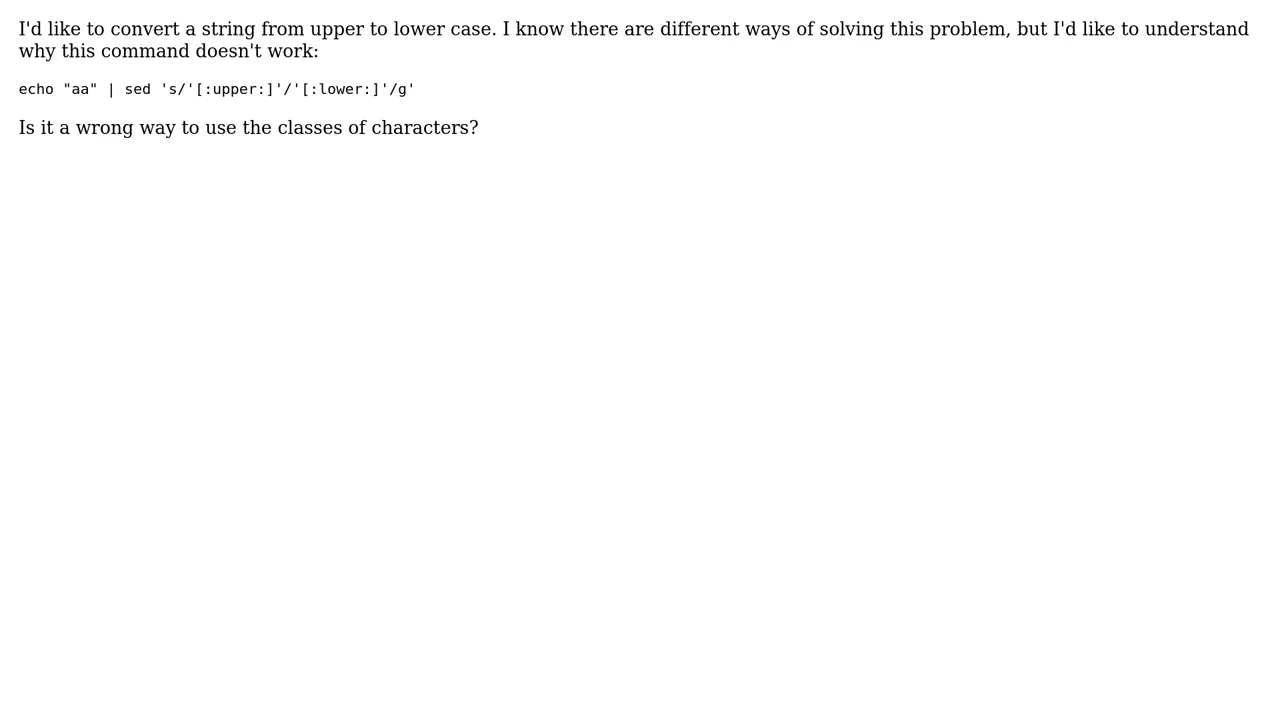 I'd like to convert a string from upper to lower case. I know there are different ways of solving this problem, but I'd like to understand
why this command doesn't work:
echo "aa" | sed 's/'[:upper:]'/'[:lower:]'/g'
Is it a wrong way to use the classes of characters?